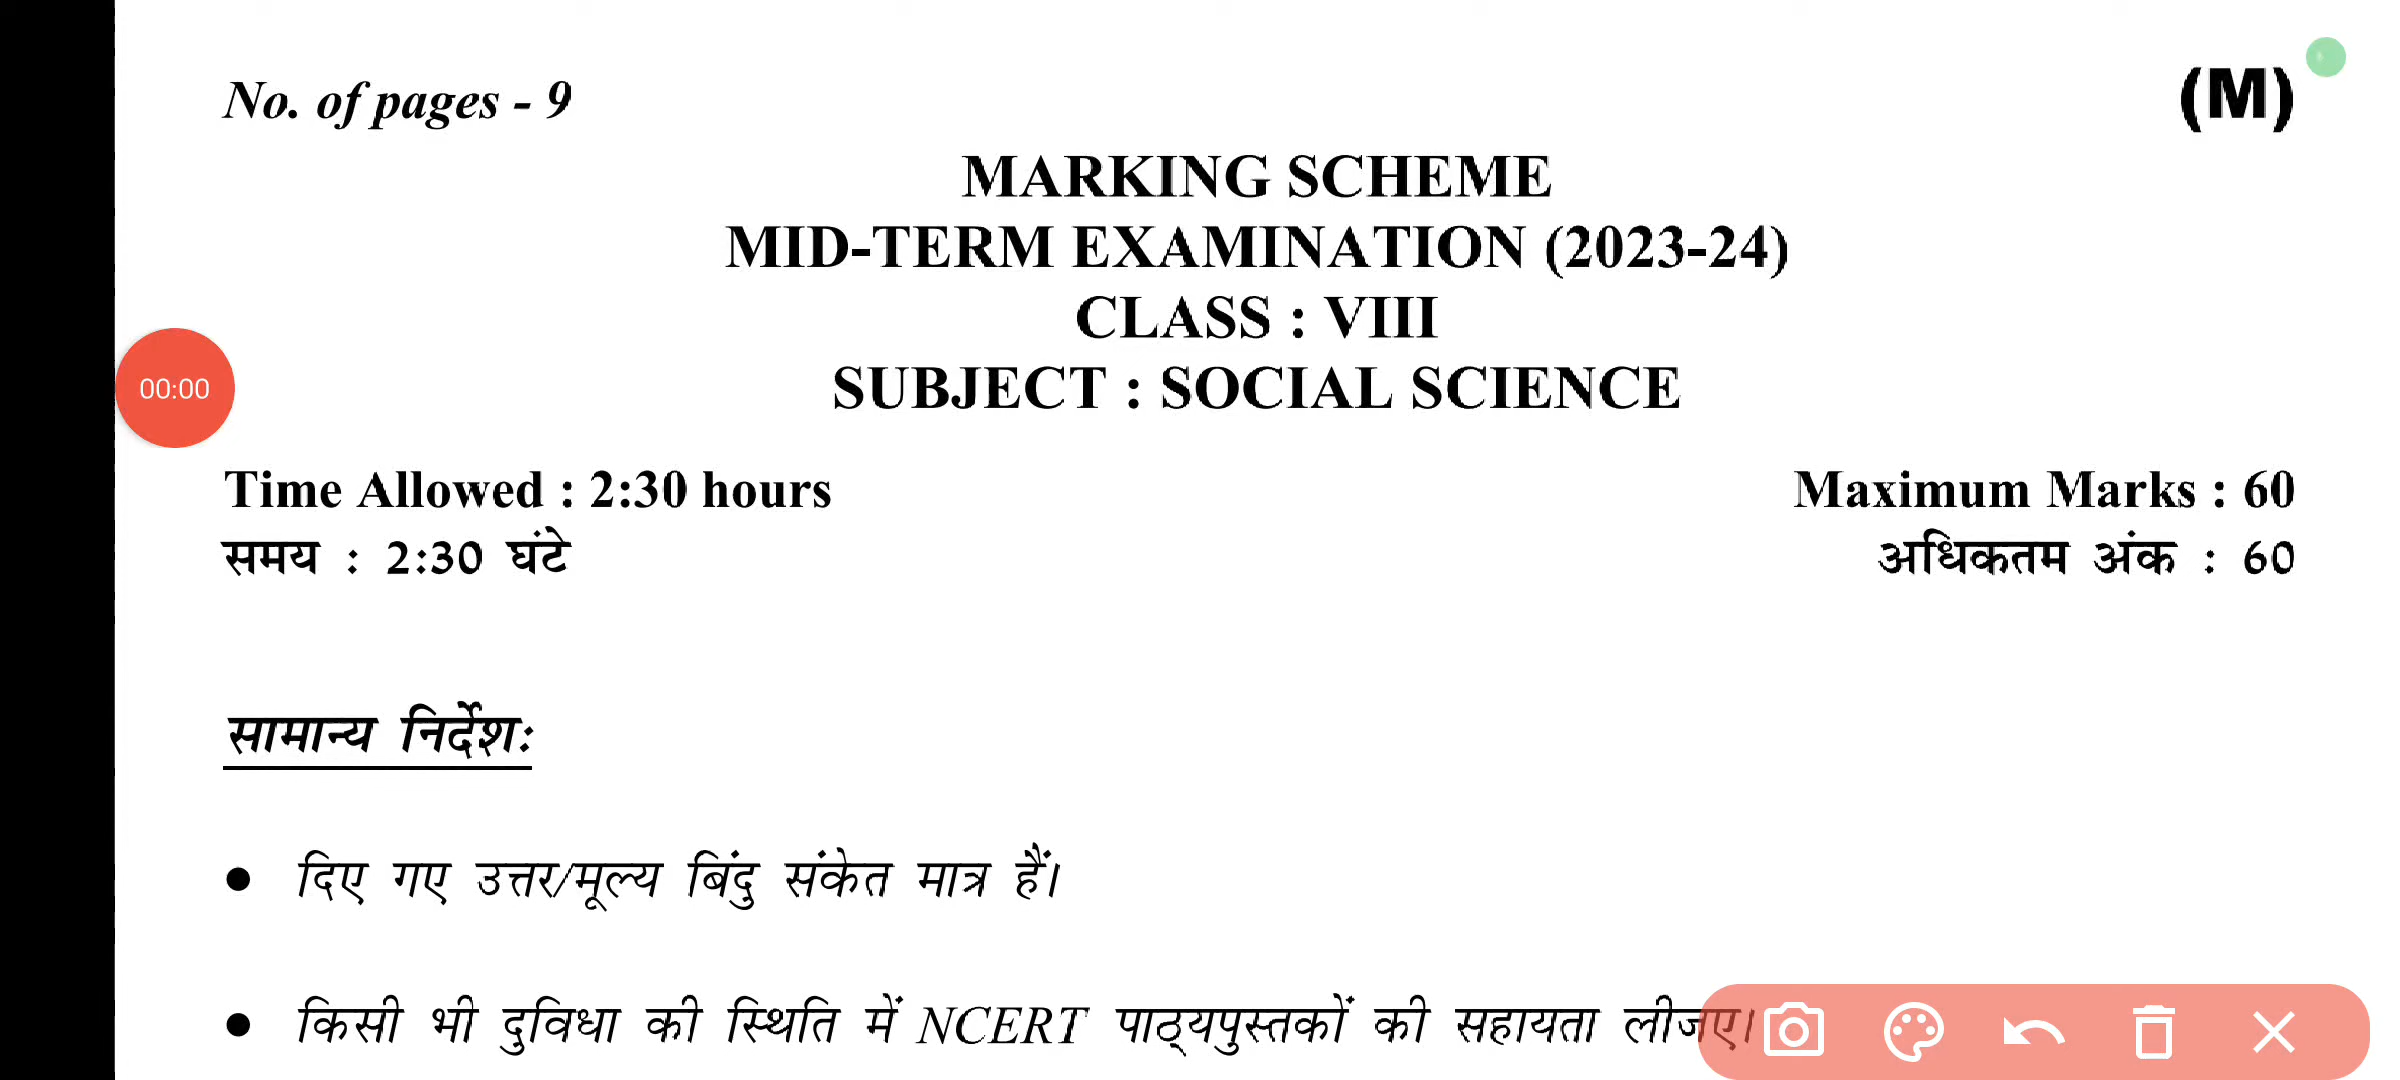 No. of pages - 9
(M)
MARKING SCHEME
MID-TERM EXAMINATION (2023-24)
CLASS : VIII
SUBJECT : SOCIAL SCIENCE
00:00
Time Allowed : 2:30 hours
Maximum Marks : 60
समय : 2:30 घंटे
अधिकतम अंक : 60
सामान्य निर्देशः
• दिए गए उत्तर/मूल्य बिंदु संकेत मात्र हैं।
• किसी भी दुविधा की स्थिति में NCERT पाठ्यपुस्तकों की सहायता लीजए।